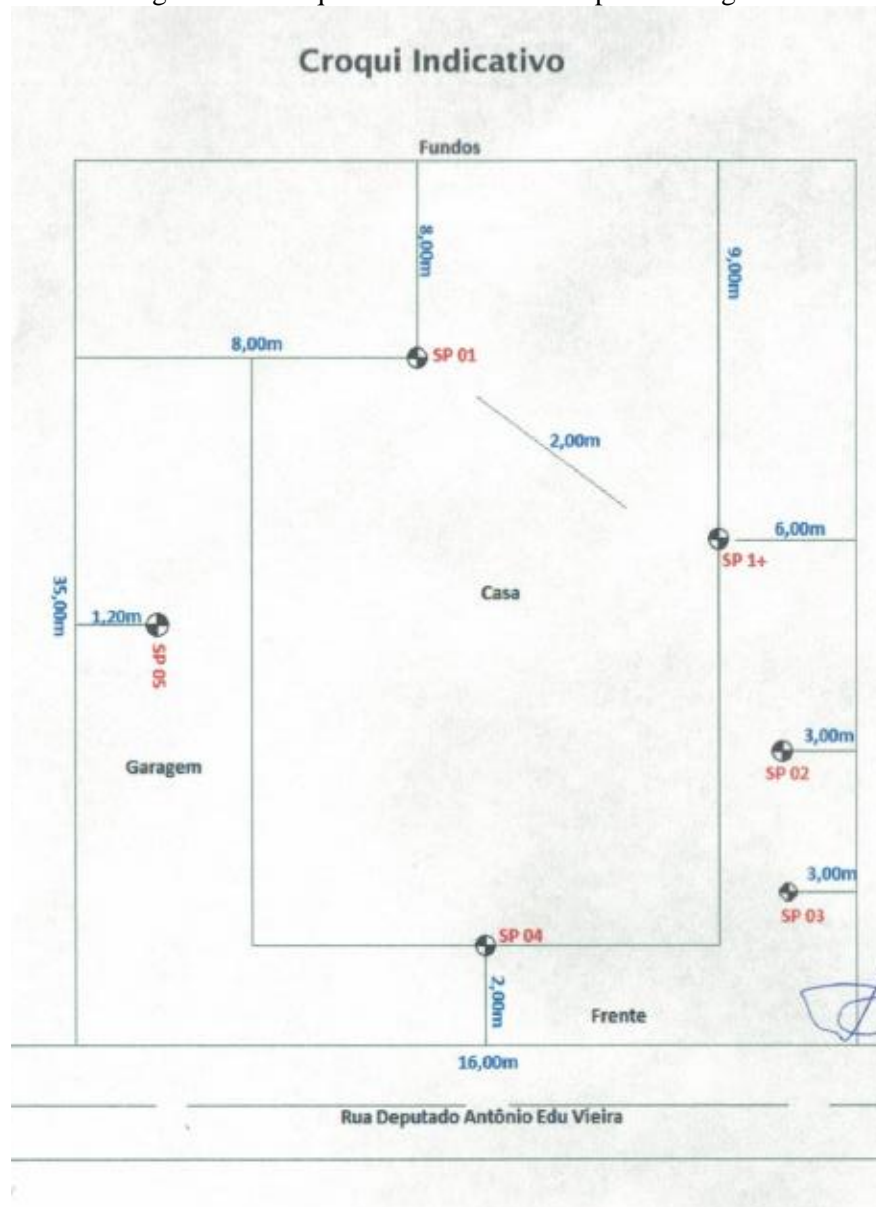 Croqui Indicativo
Fundos
8,00m
9,00m
8,00m
SP 01
2,00m
6,00m
SP 1+
Casa
35,00m
1,20m
SP 05
3,00m
SP 02
Garagem
3,00m
SP 03
SP 04
2,00m
Frente
16,00m
Rua Deputado Antônio Edu Vieira